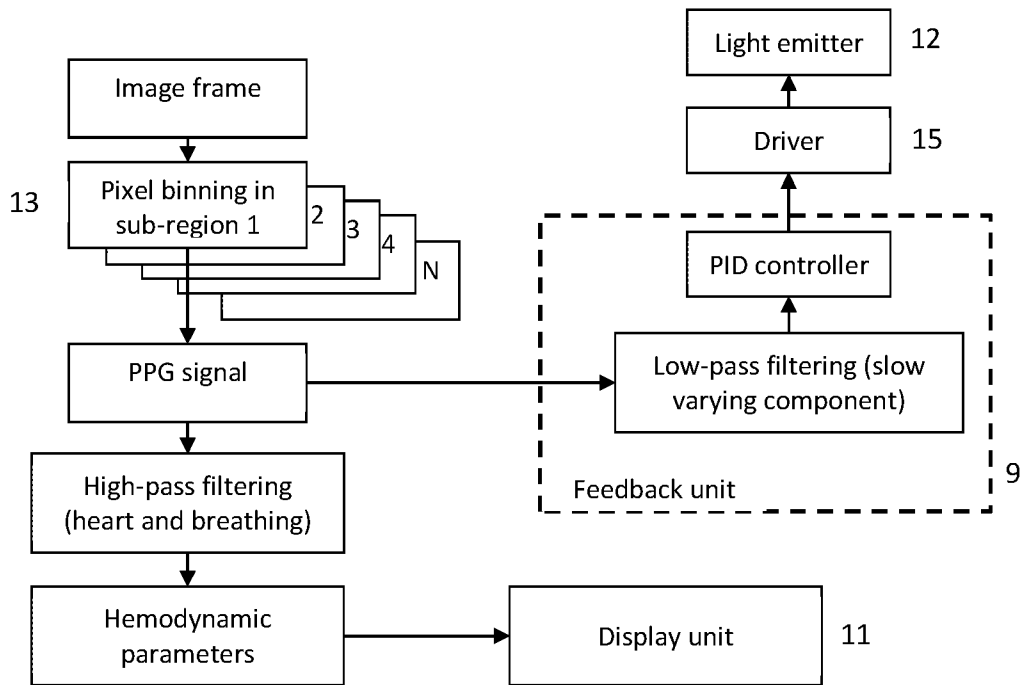 Light emitter
12
Image frame
Driver
15
13
Pixel binning in
sub-region 1
2
3
4
N
PID controller
PPG signal
Low-pass filtering (slow
varying component)
High-pass filtering
(heart and breathing)
Feedback unit
9
Hemodynamic
parameters
Display unit
11